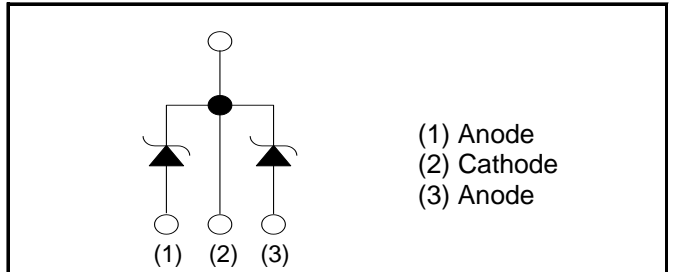 (1) Anode
(2) Cathode
(3) Anode
(1) (2) (3)